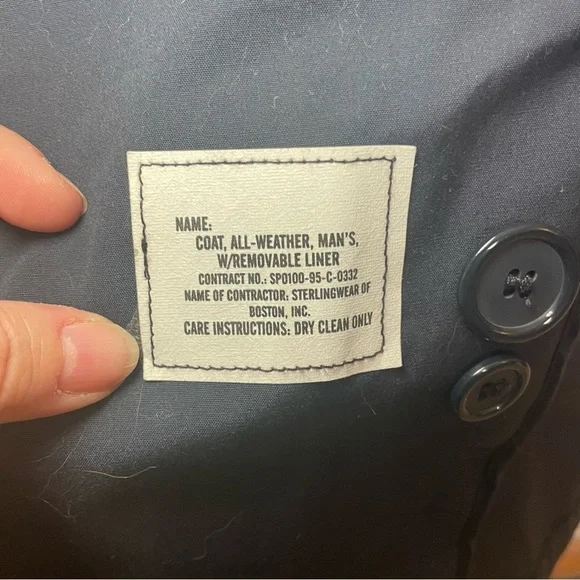 NAME:
COAT, ALL-WEATHER, MAN'S,
W/REMOVABLE LINER
CONTRACT NO.: SPO100-95-C-0332
NAME OF CONTRACTOR: STERLINGWEAR OF
BOSTON, INC.
CARE INSTRUCTIONS: DRY CLEAN ONLY